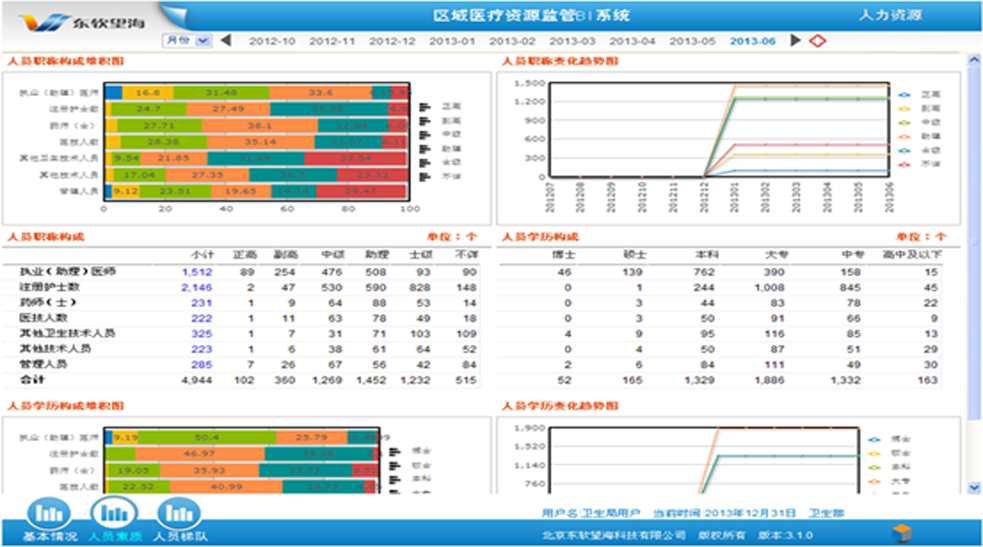 东软望海
区域医疗资源监管BI系统
人力资源
月份 2012-10 2012-11 2012-12 2013-01 2013-02 2013-03 2013-04 2013-05 2013-06
人员职称构成堆积图
执业（助理）医师 16.8 31.48 33.6
注册护士数 24.7 27.49
药师（士） 27.71 38.1
医技人数 28.38 35.14
其他卫生技术人员 9.54 21.85 33.54
其他技术人员 17.04 27.35 23.32
管理人员 9.12 23.51 19.65 14.74 29.47
0 20 40 60 80 100
正高
副高
中级
助理
士级
不详
人员职称变化趋势图
1,500
1,200
900
600
300
0
201207 201208 201209 201210 201211 201212 201301 201302 201303 201304 201305 201306
正高
副高
中级
助理
士级
不详
人员职称构成 单位：个
小计 正高 副高 中级 助理 士级 不详
执业（助理）医师 1,512 89 254 476 508 93 90
注册护士数 2,146 2 47 530 590 828 148
药师（士） 231 1 9 64 88 53 14
医技人数 222 1 11 63 78 49 18
其他卫生技术人员 325 1 7 31 71 103 109
其他技术人员 223 1 6 38 61 64 52
管理人员 285 7 26 67 56 42 84
合计 4,944 102 360 1,269 1,452 1,232 515
人员学历构成 单位：个
博士 硕士 本科 大专 中专 高中及以下
46 139 762 390 158 15
0 1 244 1,008 845 45
0 3 44 83 78 22
0 3 50 91 66 9
4 9 95 116 85 13
0 4 50 87 51 29
2 6 84 111 49 30
52 165 1,329 1,886 1,332 163
人员学历构成堆积图
执业（助理）医师 9.19 50.4 25.79
注册护士数 46.97
药师（士） 19.05 35.93 33.77 9.52
医技人数 22.52 40.99
博士
硕士
本科
人员学历变化趋势图
1,900
1,520
1,140
760
博士
硕士
本科
大专
基本情况 人员素质 人员梯队
用户名:卫生局用户 当前时间:2013年12月31日 卫生部
北京东软望海科技有限公司 版权所有 版本:3.1.0